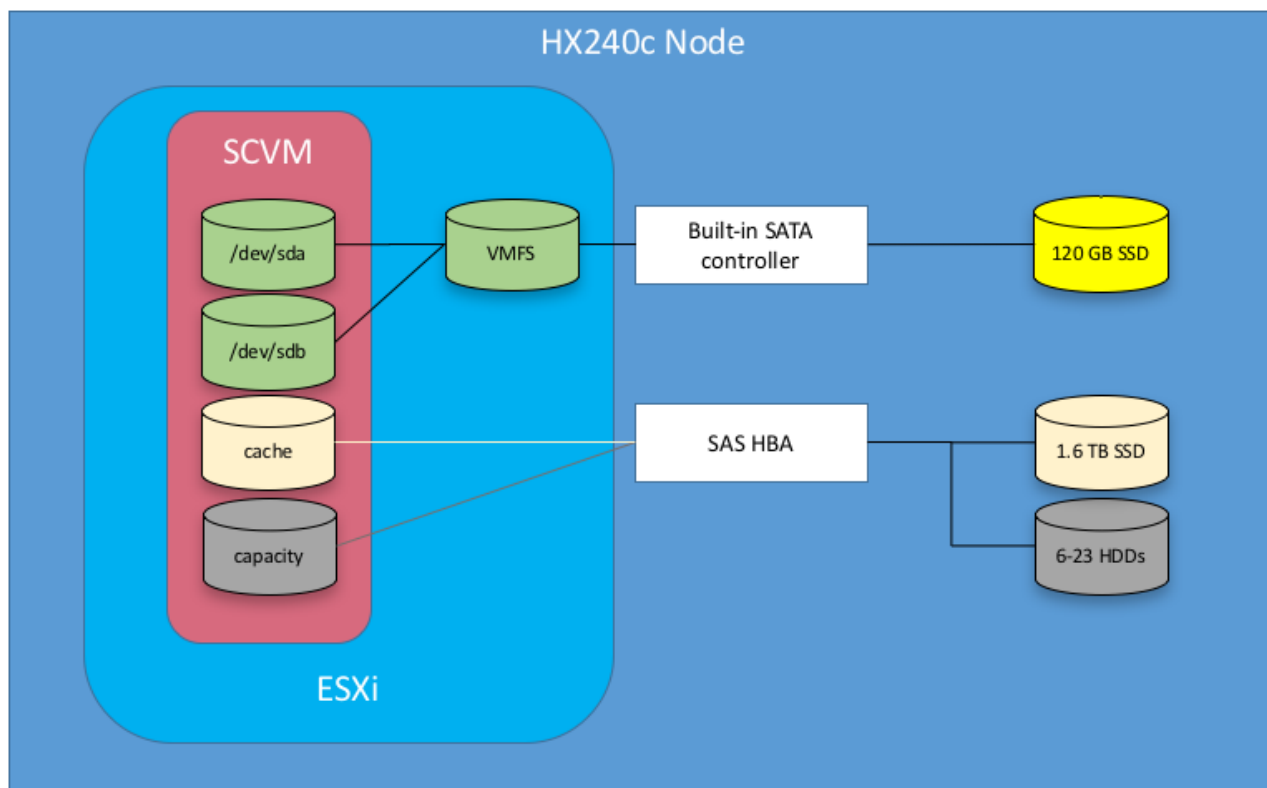 HX240c Node
SCVM
/dev/sda
VMFS
Built-in SATA
controller
120 GB SSD
/dev/sdb
cache
SAS HBA
1.6 TB SSD
capacity
6-23 HDDs
ESXi